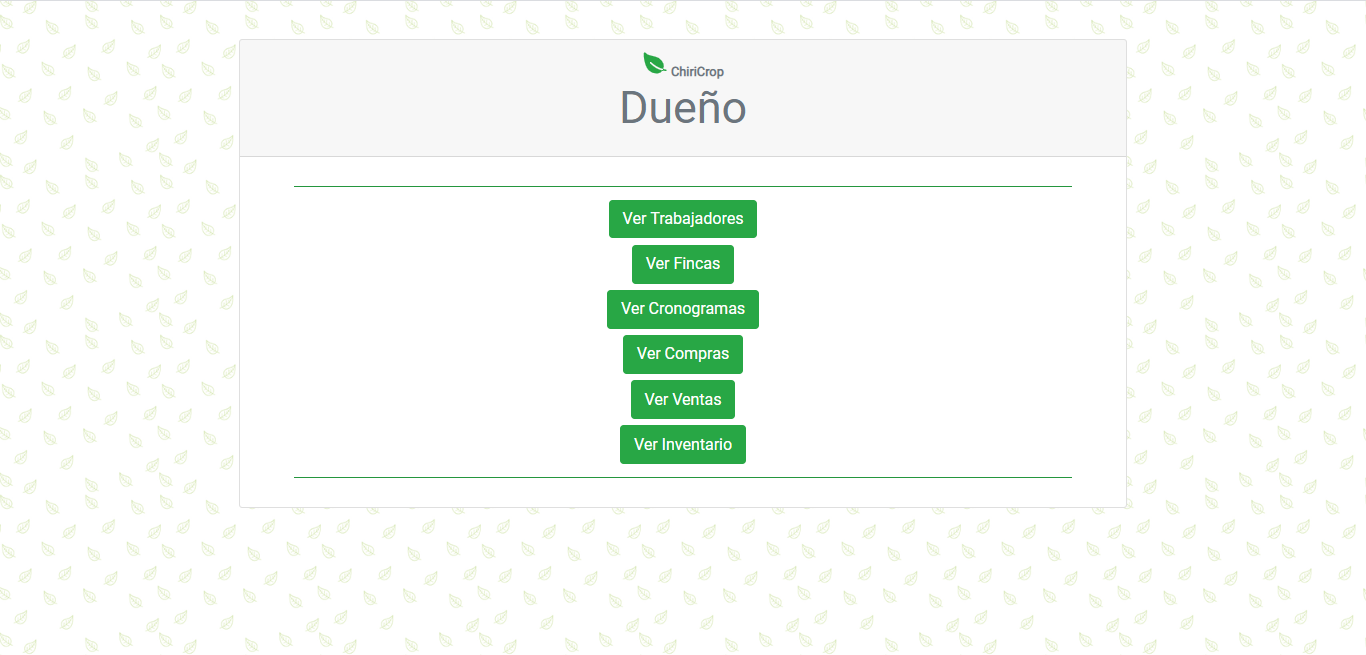 ChiriCrop
Dueño
Ver Trabajadores
Ver Fincas
Ver Cronogramas
Ver Compras
Ver Ventas
Ver Inventario